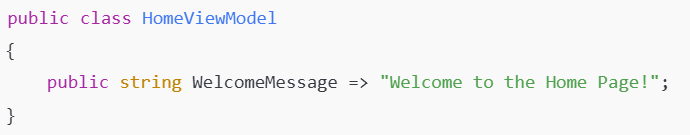 public class HomeViewModel
{
    public string WelcomeMessage => "Welcome to the Home Page!";
}